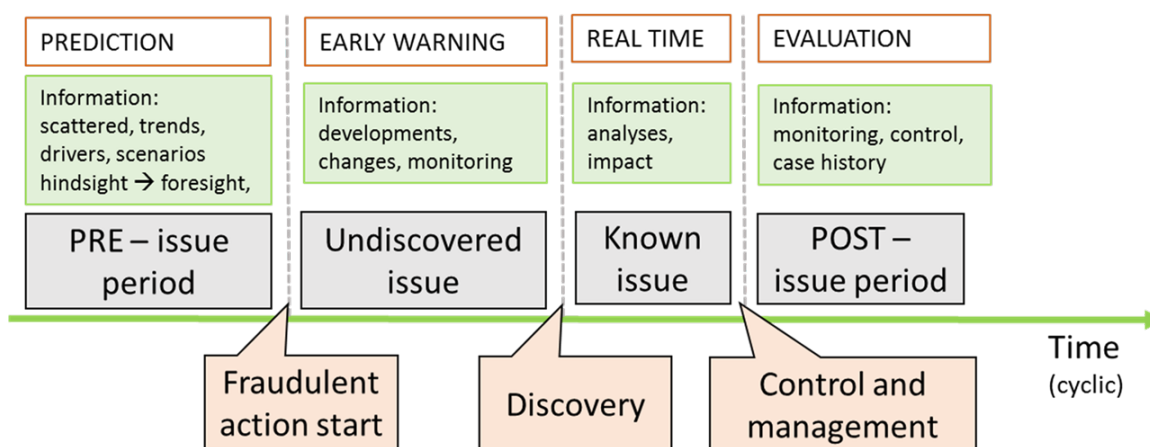 PREDICTION
Information:
scattered, trends,
drivers, scenarios
hindsight → foresight,
PRE – issue
period
EARLY WARNING
Information:
developments,
changes, monitoring
Undiscovered
issue
REAL TIME
Information:
analyses,
impact
Known
issue
EVALUATION
Information:
monitoring, control,
case history
POST –
issue period
Fraudulent
action start
Discovery
Control and
management
Time
(cyclic)